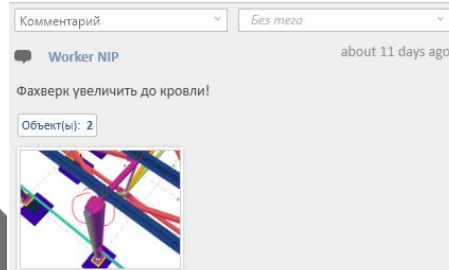 Комментарий
Без тега
Worker NIP
about 11 days ago
Фахверк увеличить до кровли!
Объект(ы): 2